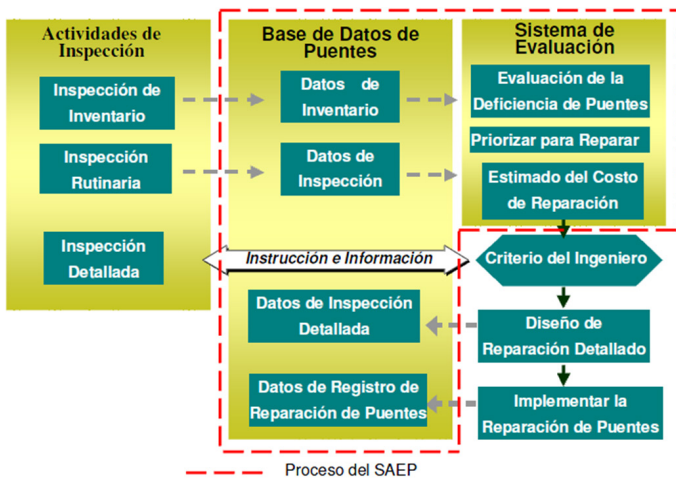 Actividades de
Inspección
Inspección de
Inventario
Inspección
Rutinaria
Inspección
Detallada
Base de Datos de
Puentes
Datos de
Inventario
Datos de
Inspección
Instrucción e Información
Datos de Inspección
Detallada
Datos de Registro de
Reparación de Puentes
Sistema de
Evaluación
Evaluación de la
Deficiencia de Puentes
Priorizar para Reparar
Estimado del Costo
de Reparación
Criterio del Ingeniero
Diseño de
Reparación Detallado
Implementar la
Reparación de Puentes
Proceso del SAEP